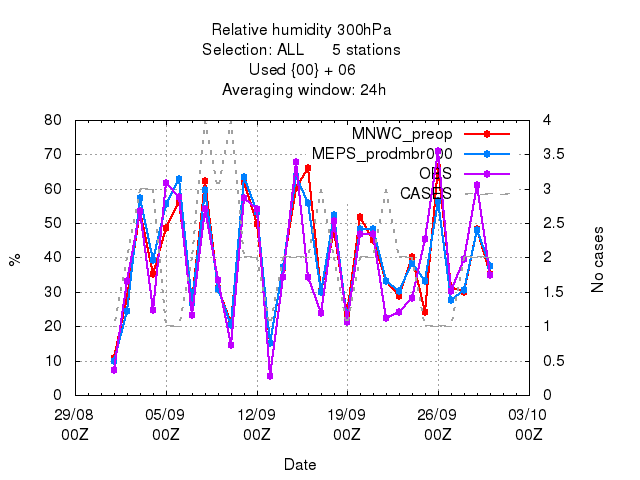 Relative humidity 300hPa
Selection: ALL 5 stations
Used {00} + 06
Averaging window: 24h
80 4
MNWC_preop
70 3.5
MEPS_prodmbr000
OBS
60 3
CASES
50 2.5
40 2
%
No cases
30 1.5
20 1
10 0.5
0 0
29/08 05/09 12/09 19/09 26/09 03/10
00Z 00Z 00Z 00Z 00Z 00Z
Date